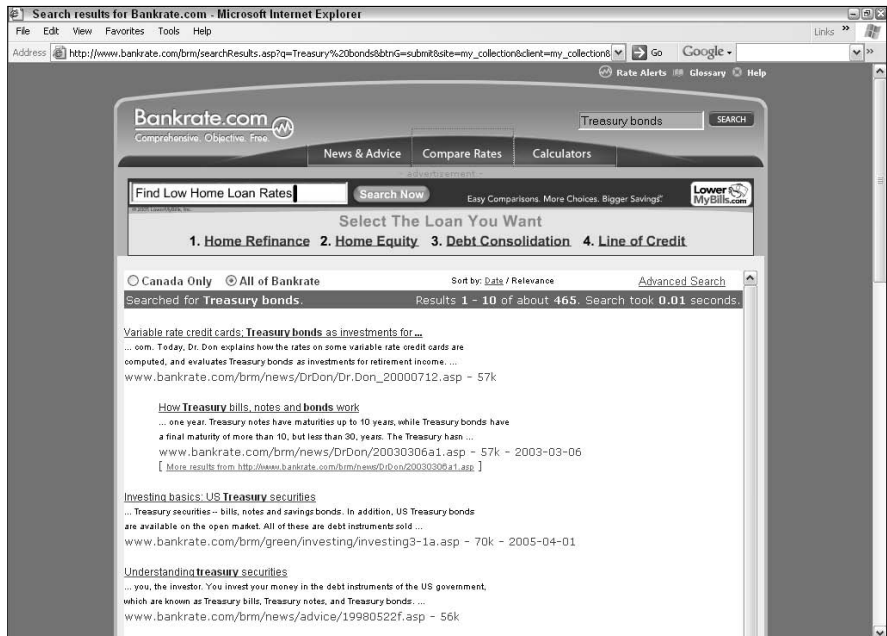 Search results for Bankrate.com - Microsoft Internet Explorer
File Edit View Favorites Tools Help Links »
Address http://www.bankrate.com/brm/searchResults.asp?q=Treasury%20bonds&btnG=submit&site=my_collection&client=my_collection& Go Google »
Rate Alerts Glossary Help
Bankrate.com
Comprehensive. Objective. Free.
Treasury bonds SEARCH
News & Advice Compare Rates Calculators
- advertisement -
Find Low Home Loan Rates Search Now Easy Comparisons. More Choices. Bigger Savings. LowerMyBills.com
© 2005 LowerMyBills, Inc.
Select The Loan You Want
1. Home Refinance 2. Home Equity 3. Debt Consolidation 4. Line of Credit
Canada Only All of Bankrate Sort by: Date / Relevance Advanced Search
Searched for Treasury bonds. Results 1 - 10 of about 465. Search took 0.01 seconds.
Variable rate credit cards; Treasury bonds as investments for ...
... com. Today, Dr. Don explains how the rates on some variable rate credit cards are
computed, and evaluates Treasury bonds as investments for retirement income. ...
www.bankrate.com/brm/news/DrDon/Dr.Don_20000712.asp - 57k
How Treasury bills, notes and bonds work
... one year. Treasury notes have maturities up to 10 years, while Treasury bonds have
a final maturity of more than 10, but less than 30, years. The Treasury hasn ...
www.bankrate.com/brm/news/DrDon/20030306a1.asp - 57k - 2003-03-06
[ More results from http://www.bankrate.com/brm/news/DrDon/20030306a1.asp ]
Investing basics: US Treasury securities
... Treasury securities -- bills, notes and savings bonds. In addition, US Treasury bonds
are available on the open market. All of these are debt instruments sold ...
www.bankrate.com/brm/green/investing/investing3-1a.asp - 70k - 2005-04-01
Understanding treasury securities
... you, the investor. You invest your money in the debt instruments of the US government,
which are known as Treasury bills, Treasury notes, and Treasury bonds. ...
www.bankrate.com/brm/news/advice/19980522f.asp - 56k